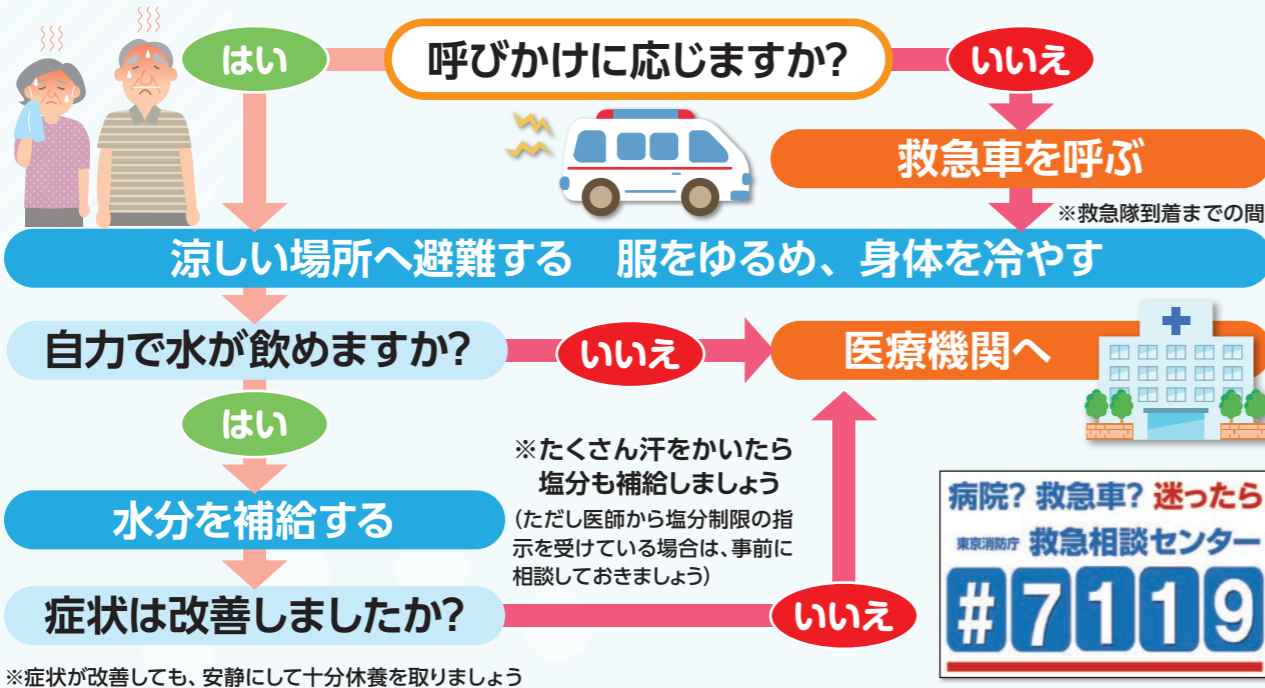 呼びかけに応じますか?
はい
いいえ
救急車を呼ぶ
※救急隊到着までの間
涼しい場所へ避難する　服をゆるめ、身体を冷やす
自力で水が飲めますか?
いいえ
医療機関へ
はい
水分を補給する
※たくさん汗をかいたら
塩分も補給しましょう
(ただし医師から塩分制限の指
示を受けている場合は、事前に
相談しておきましょう)
症状は改善しましたか?
いいえ
※症状が改善しても、安静にして十分休養を取りましょう
病院? 救急車? 迷ったら
東京消防庁 救急相談センター
#7119